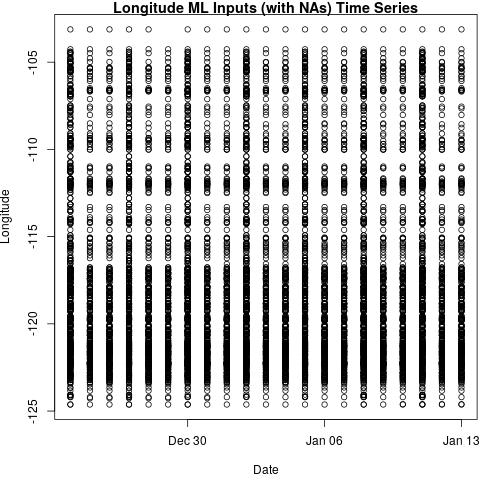 Longitude ML Inputs (with NAs) Time Series
-105
-110
-115
-120
-125
Longitude
Dec 30
Jan 06
Jan 13
Date